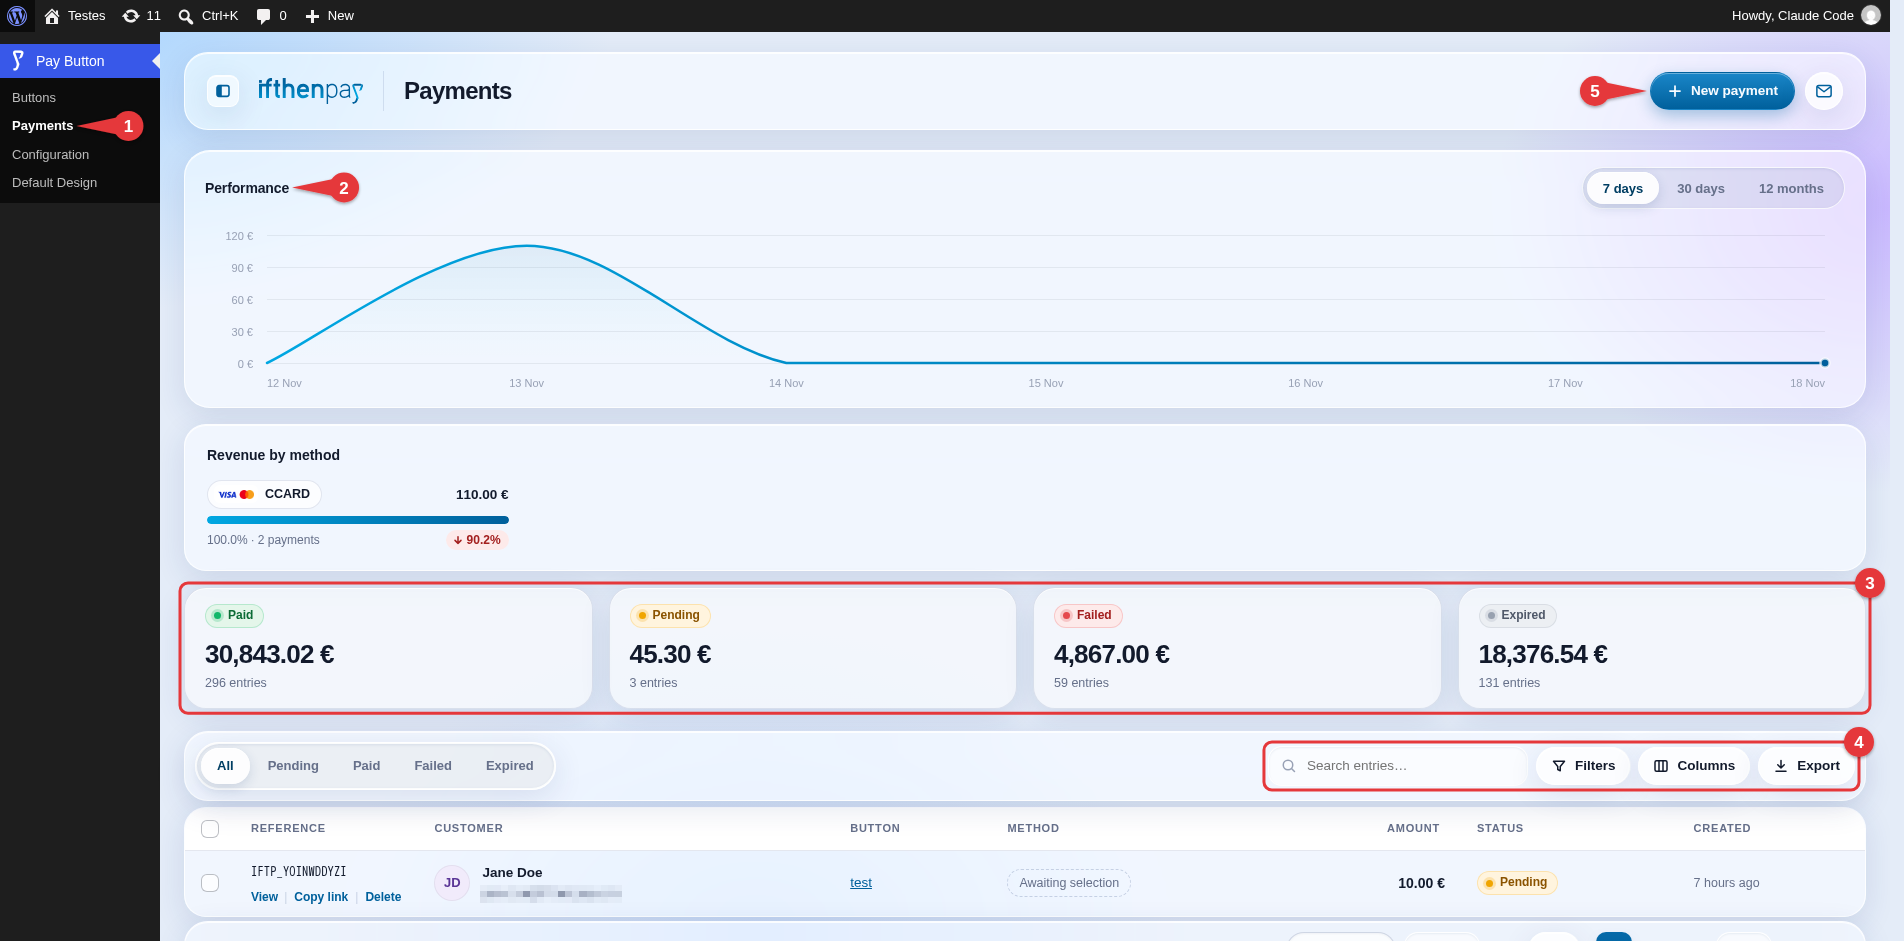 Testes 11 Ctrl+K 0 New Howdy, Claude Code
Pay Button
Buttons
Payments 1
Configuration
Default Design
ifthenpay Payments 5 New payment
Performance 2 7 days 30 days 12 months
120 €
90 €
60 €
30 €
0 €
12 Nov 13 Nov 14 Nov 15 Nov 16 Nov 17 Nov 18 Nov
Revenue by method
VISA CCARD 110.00 €
100.0% · 2 payments 90.2%
3
Paid Pending Failed Expired
30,843.02 € 45.30 € 4,867.00 € 18,376.54 €
296 entries 3 entries 59 entries 131 entries
4
All Pending Paid Failed Expired Search entries… Filters Columns Export
REFERENCE CUSTOMER BUTTON METHOD AMOUNT STATUS CREATED
IFTP_YOINWDDYZI JD Jane Doe test Awaiting selection 10.00 € Pending 7 hours ago
View | Copy link | Delete